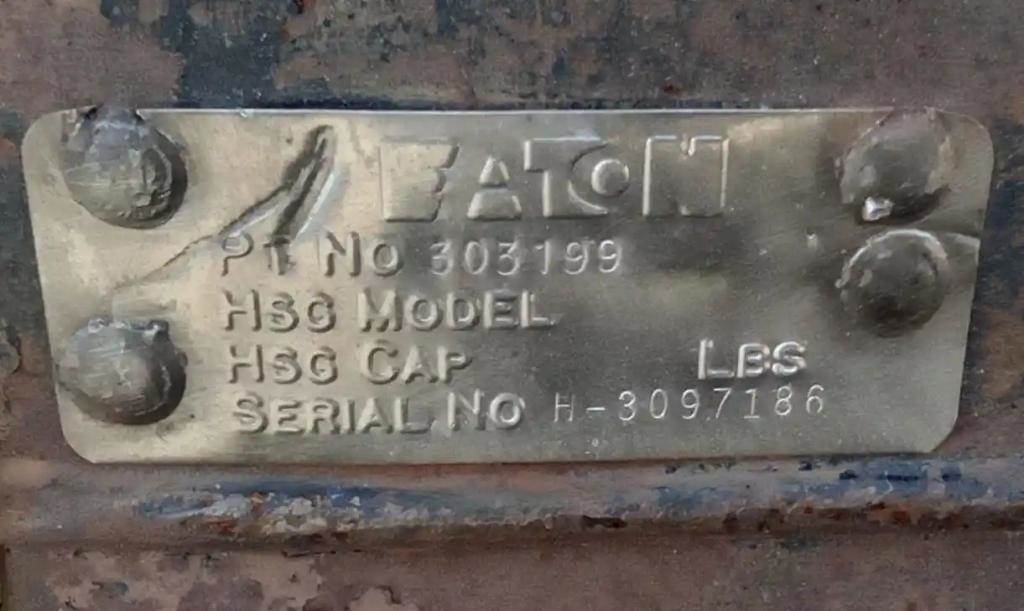 EATON
PT NO 303199
HSG MODEL
HSG CAP LBS
SERIAL NO H-3097186